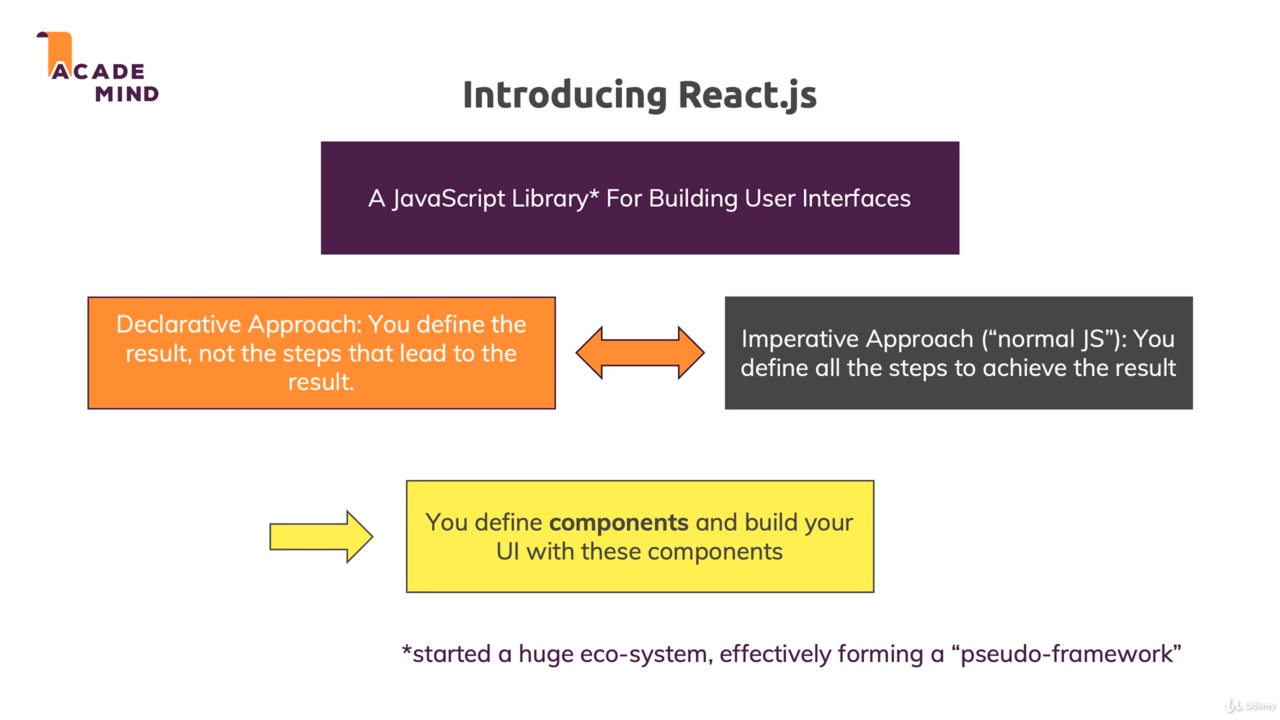 ACADE
MIND
Introducing React.js
A JavaScript Library* For Building User Interfaces
Declarative Approach: You define the
result, not the steps that lead to the
result.
Imperative Approach (“normal JS”): You
define all the steps to achieve the result
You define components and build your
UI with these components
*started a huge eco-system, effectively forming a “pseudo-framework”
Udemy